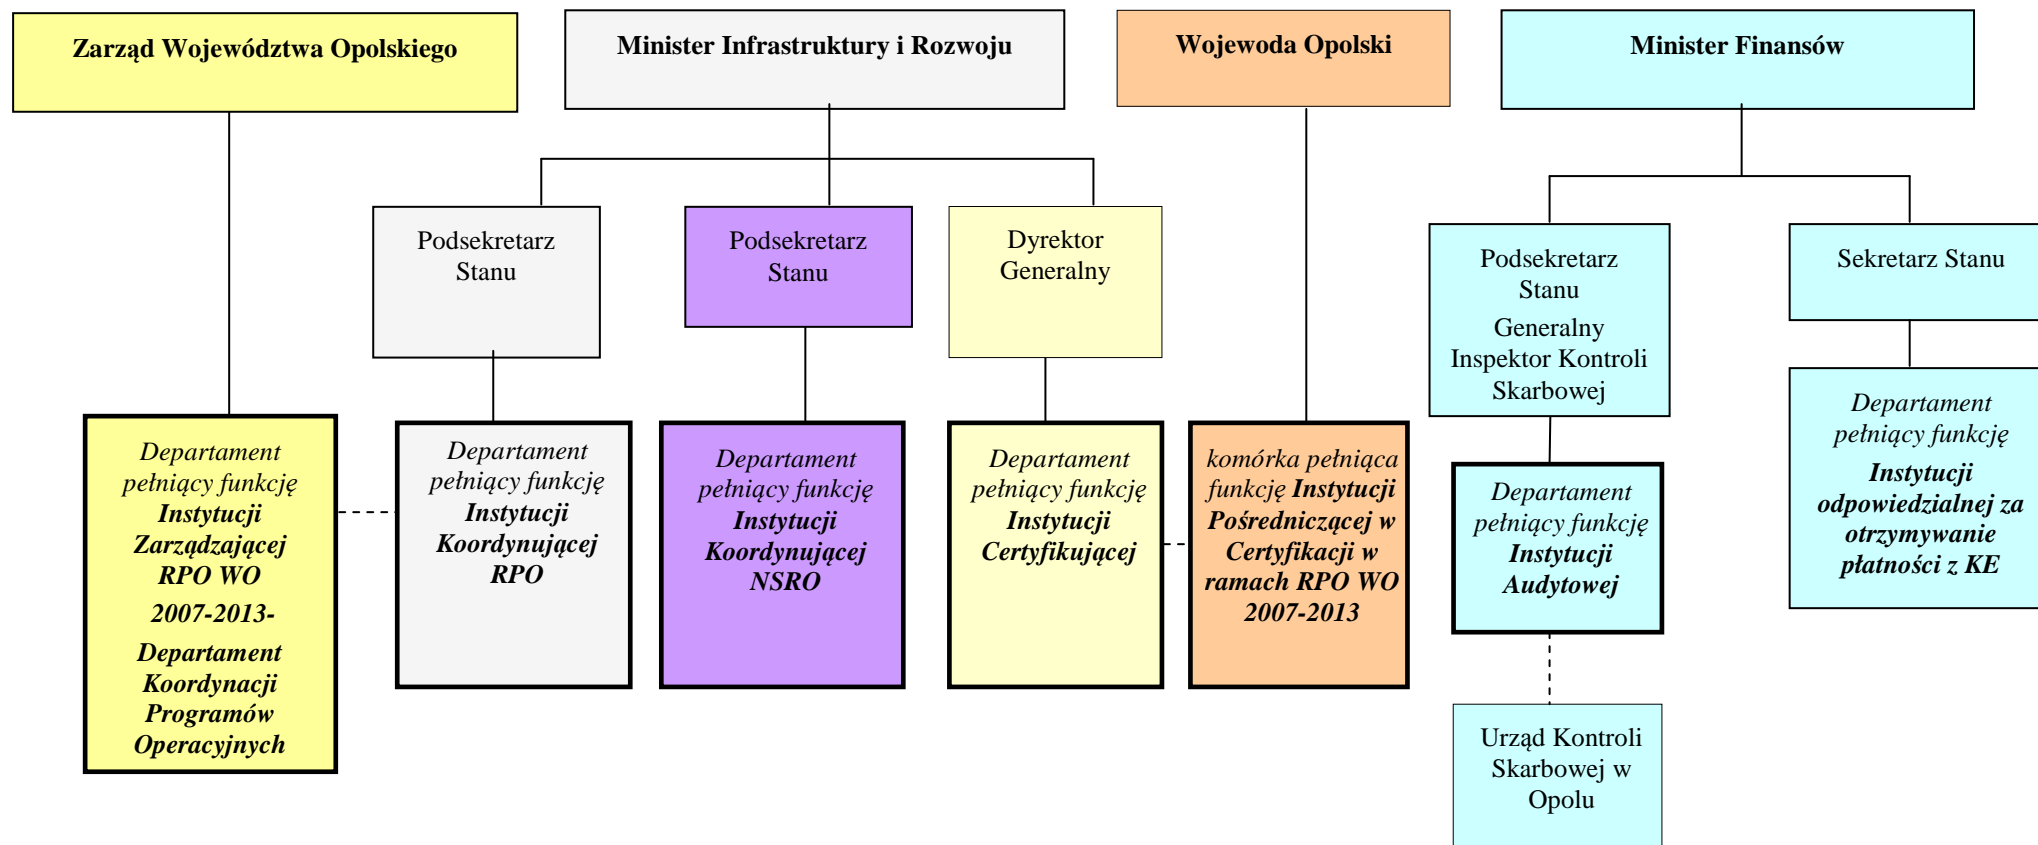 Zarząd Województwa Opolskiego
Minister Infrastruktury i Rozwoju
Wojewoda Opolski
Minister Finansów
Podsekretarz
Stanu
Podsekretarz
Stanu
Dyrektor
Generalny
Podsekretarz
Stanu
Generalny
Inspektor Kontroli
Skarbowej
Sekretarz Stanu
Departament
pełniący funkcję
Instytucji
Zarządzającej
RPO WO
2007-2013-
Departament
Koordynacji
Programów
Operacyjnych
Departament
pełniący funkcję
Instytucji
Koordynującej
RPO
Departament
pełniący funkcję
Instytucji
Koordynującej
NSRO
Departament
pełniący funkcję
Instytucji
Certyfikującej
komórka pełniąca
funkcję Instytucji
Pośredniczącej w
Certyfikacji w
ramach RPO WO
2007-2013
Departament
pełniący funkcję
Instytucji
Audytowej
Departament
pełniący funkcję
Instytucji
odpowiedzialnej za
otrzymywanie
płatności z KE
Urząd Kontroli
Skarbowej w
Opolu